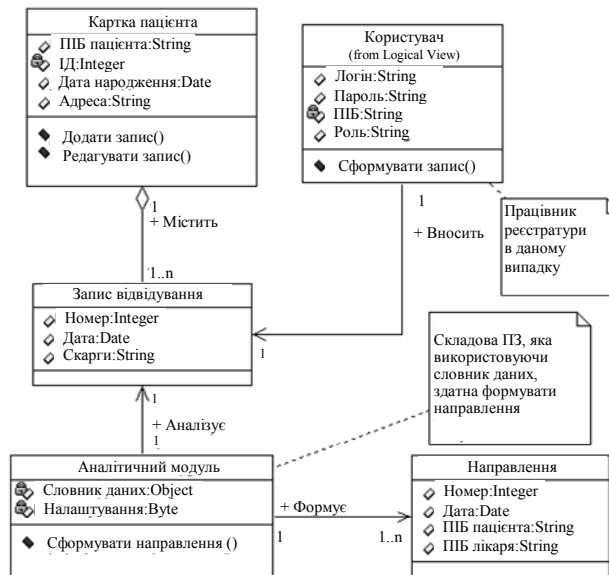 Картка пацієнта
ПІБ пацієнта:String
ІД:Integer
Дата народження:Date
Адреса:String
Додати запис()
Редагувати запис()
Користувач
(from Logical View)
Логін:String
Пароль:String
ПІБ:String
Роль:String
Сформувати запис()
1
+ Містить
1..n
1
+ Вносить
1
Працівник
реєстратури
в даному
випадку
Запис відвідування
Номер:Integer
Дата:Date
Скарги:String
Складова ПЗ, яка
використовуючи
словник даних,
здатна формувати
направлення
1
+ Аналізує
1
Аналітичний модуль
Словник даних:Object
Налаштування:Byte
Сформувати направлення ()
+ Формує
1
1..n
Направлення
Номер:Integer
Дата:Date
ПІБ пацієнта:String
ПІБ лікаря:String